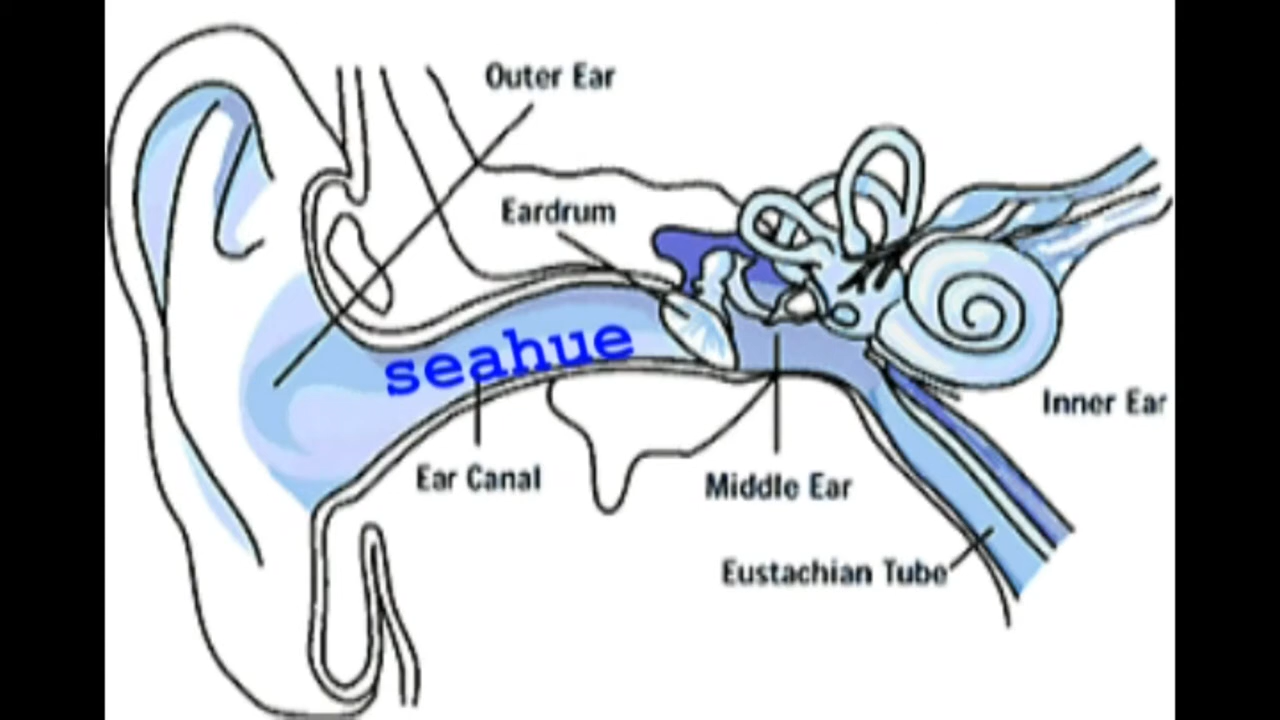 Outer Ear
Eardrum
seahue
Inner Ear
Ear Canal
Middle Ear
Eustachian Tube